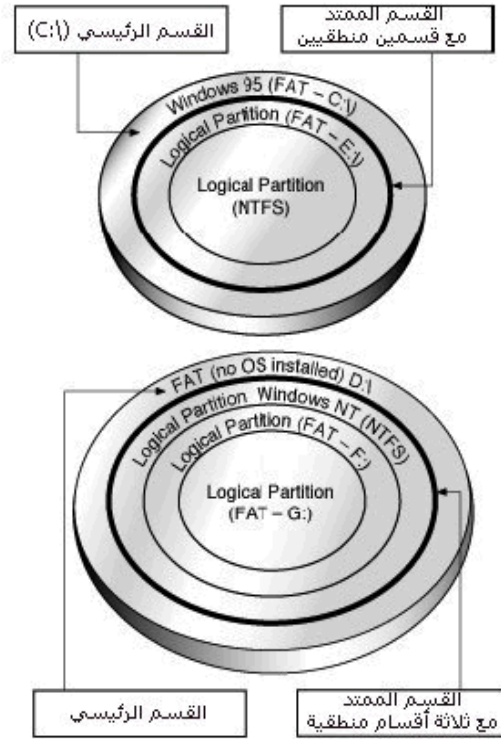 القسم الرئيسي (C:\)
القسم الممتد
مع قسمين منطقيين
Windows 95 (FAT – C:\)
Logical Partition (FAT – E:\)
Logical Partition
(NTFS)
FAT (no OS installed) D:\
Logical Partition Windows NT (NTFS)
Logical Partition (FAT – F:)
Logical Partition
(FAT – G:)
القسم الرئيسي
القسم الممتد
مع ثلاثة أقسام منطقية